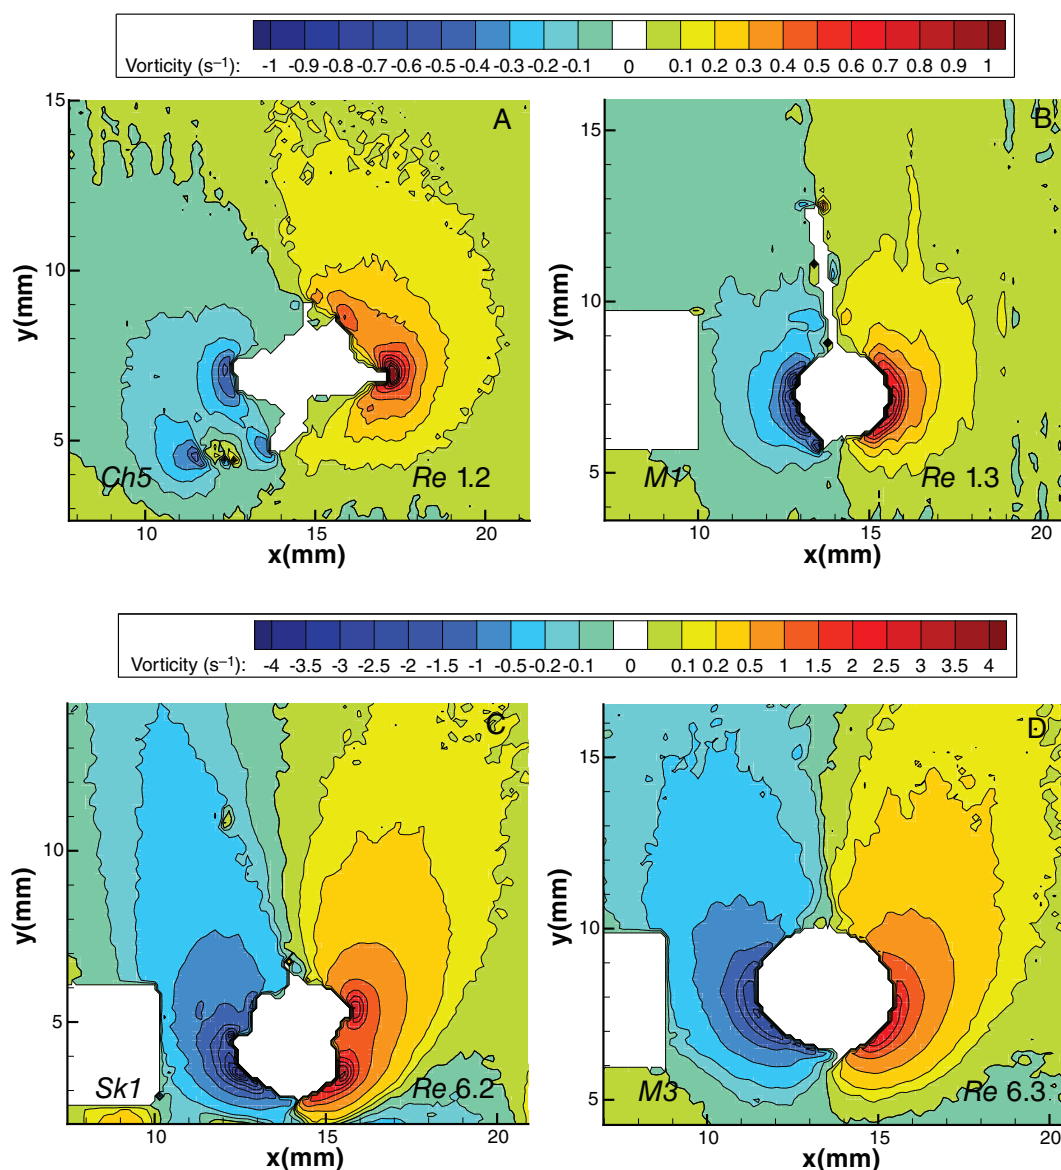 Vorticity (s⁻¹): -1 -0.9 -0.8 -0.7 -0.6 -0.5 -0.4 -0.3 -0.2 -0.1 0 0.1 0.2 0.3 0.4 0.5 0.6 0.7 0.8 0.9 1
A
15
10
5
y(mm)
Ch5
Re 1.2
10 15 20
x(mm)
B
15
10
5
y(mm)
M1
Re 1.3
10 15 20
x(mm)
Vorticity (s⁻¹): -4 -3.5 -3 -2.5 -2 -1.5 -1 -0.5 -0.2 -0.1 0 0.1 0.2 0.5 1 1.5 2 2.5 3 3.5 4
C
10
5
y(mm)
Sk1
Re 6.2
10 15 20
x(mm)
D
15
10
5
y(mm)
M3
Re 6.3
10 15 20
x(mm)